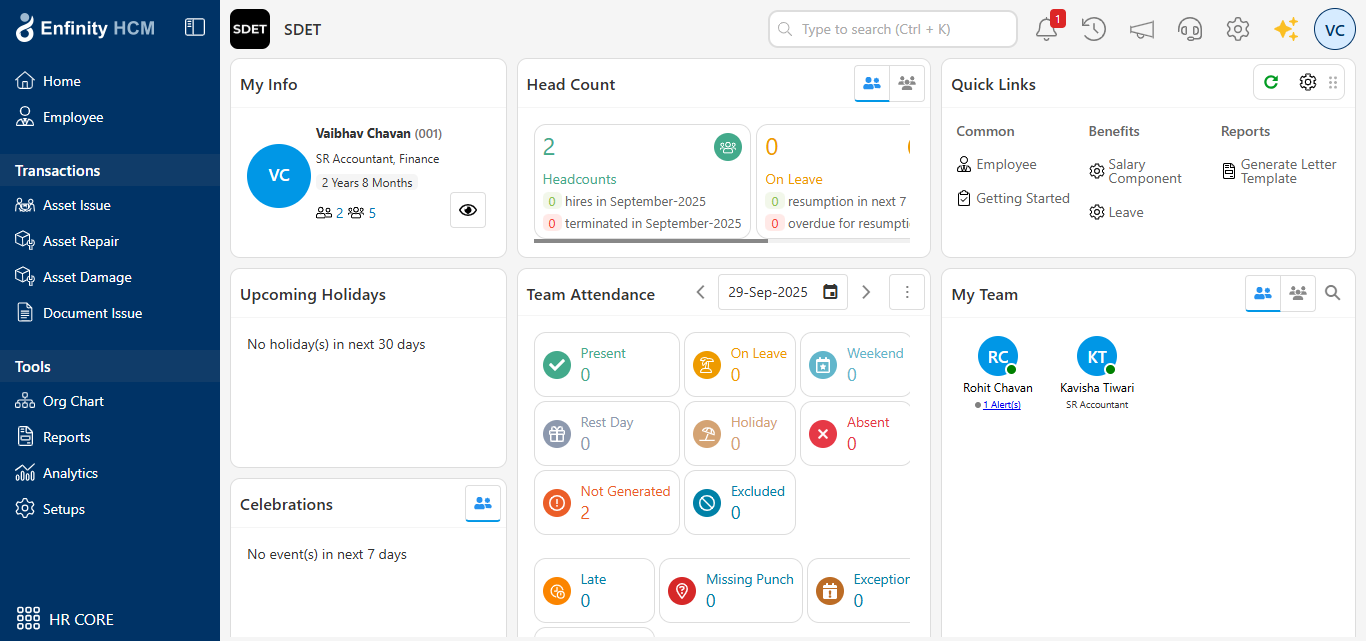 Enfinity HCM
SDET
SDET
Type to search (Ctrl + K)
1
VC
Home
Employee
Transactions
Asset Issue
Asset Repair
Asset Damage
Document Issue
Tools
Org Chart
Reports
Analytics
Setups
HR CORE
My Info
VC
Vaibhav Chavan (001)
SR Accountant, Finance
2 Years 8 Months
2 5
Head Count
2
Headcounts
0 hires in September-2025
0 terminated in September-2025
0
On Leave
0 resumption in next 7
0 overdue for resumpti
Quick Links
Common
Employee
Getting Started
Benefits
Salary
Component
Leave
Reports
Generate Letter
Template
Upcoming Holidays
No holiday(s) in next 30 days
Celebrations
No event(s) in next 7 days
Team Attendance
29-Sep-2025
Present
0
On Leave
0
Weekend
0
Rest Day
0
Holiday
0
Absent
0
Not Generated
2
Excluded
0
Late
0
Missing Punch
0
Exception
0
My Team
RC
Rohit Chavan
1 Alert(s)
KT
Kavisha Tiwari
SR Accountant